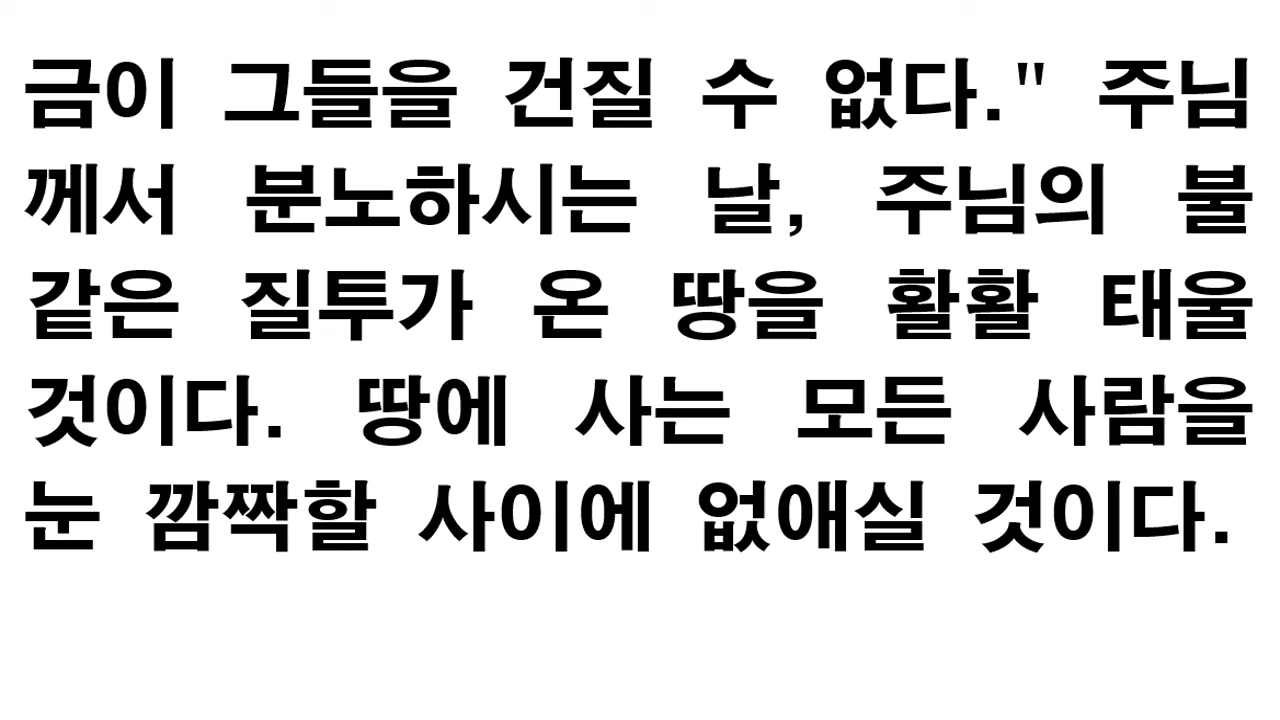 금이 그들을 건질 수 없다." 주님
께서 분노하시는 날, 주님의 불
같은 질투가 온 땅을 활활 태울
것이다. 땅에 사는 모든 사람을
눈 깜짝할 사이에 없애실 것이다.